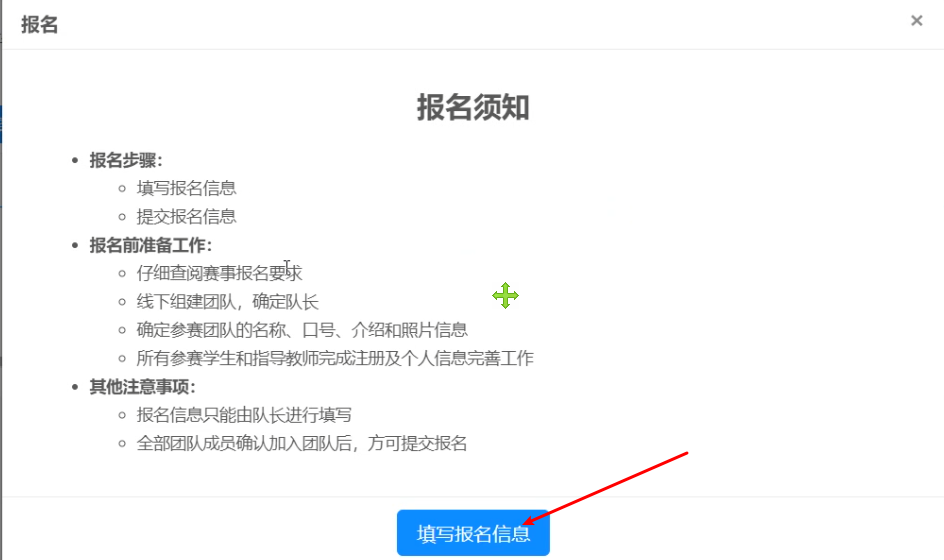 报名
×
报名须知
• 报名步骤：
○ 填写报名信息
○ 提交报名信息
• 报名前准备工作：
○ 仔细查阅赛事报名要求
○ 线下组建团队，确定队长
○ 确定参赛团队的名称、口号、介绍和照片信息
○ 所有参赛学生和指导教师完成注册及个人信息完善工作
• 其他注意事项：
○ 报名信息只能由队长进行填写
○ 全部团队成员确认加入团队后，方可提交报名
填写报名信息